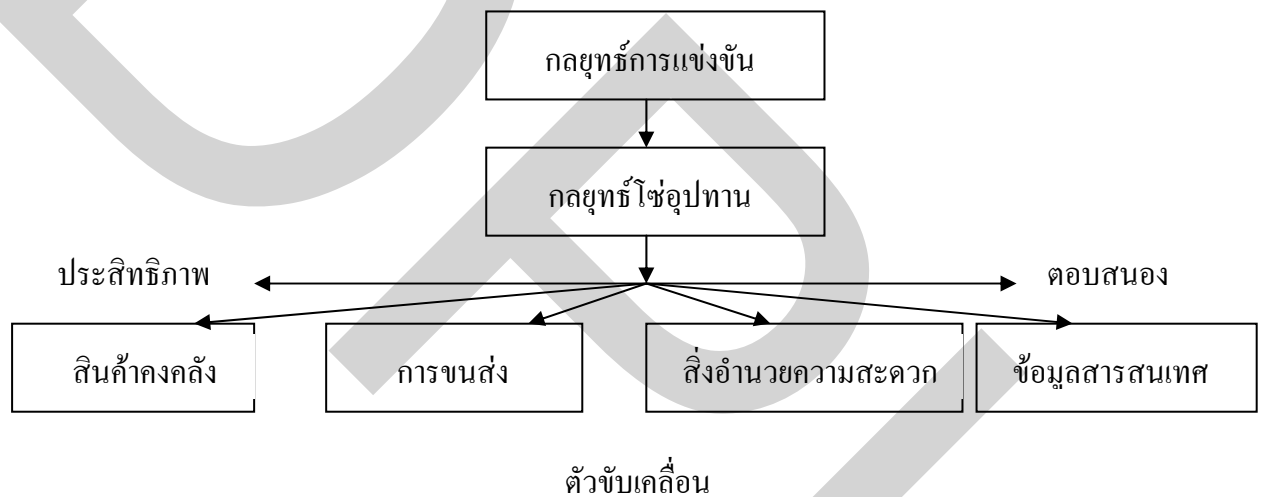 กลยุทธ์การแข่งขัน
กลยุทธ์โซ่อุปทาน
ประสิทธิภาพ
ตอบสนอง
สินค้าคงคลัง
การขนส่ง
สิ่งอำนวยความสะดวก
ข้อมูลสารสนเทศ
ตัวขับเคลื่อน